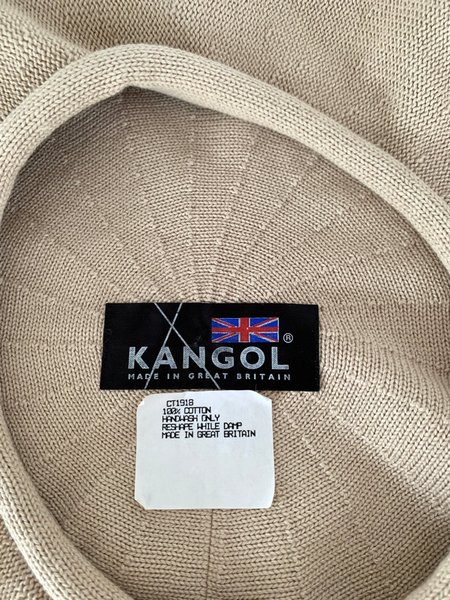 ®
KANGOL
MADE IN GREAT BRITAIN
CT1918
100% COTTON
HANDWASH ONLY
RESHAPE WHILE DAMP
MADE IN GREAT BRITAIN